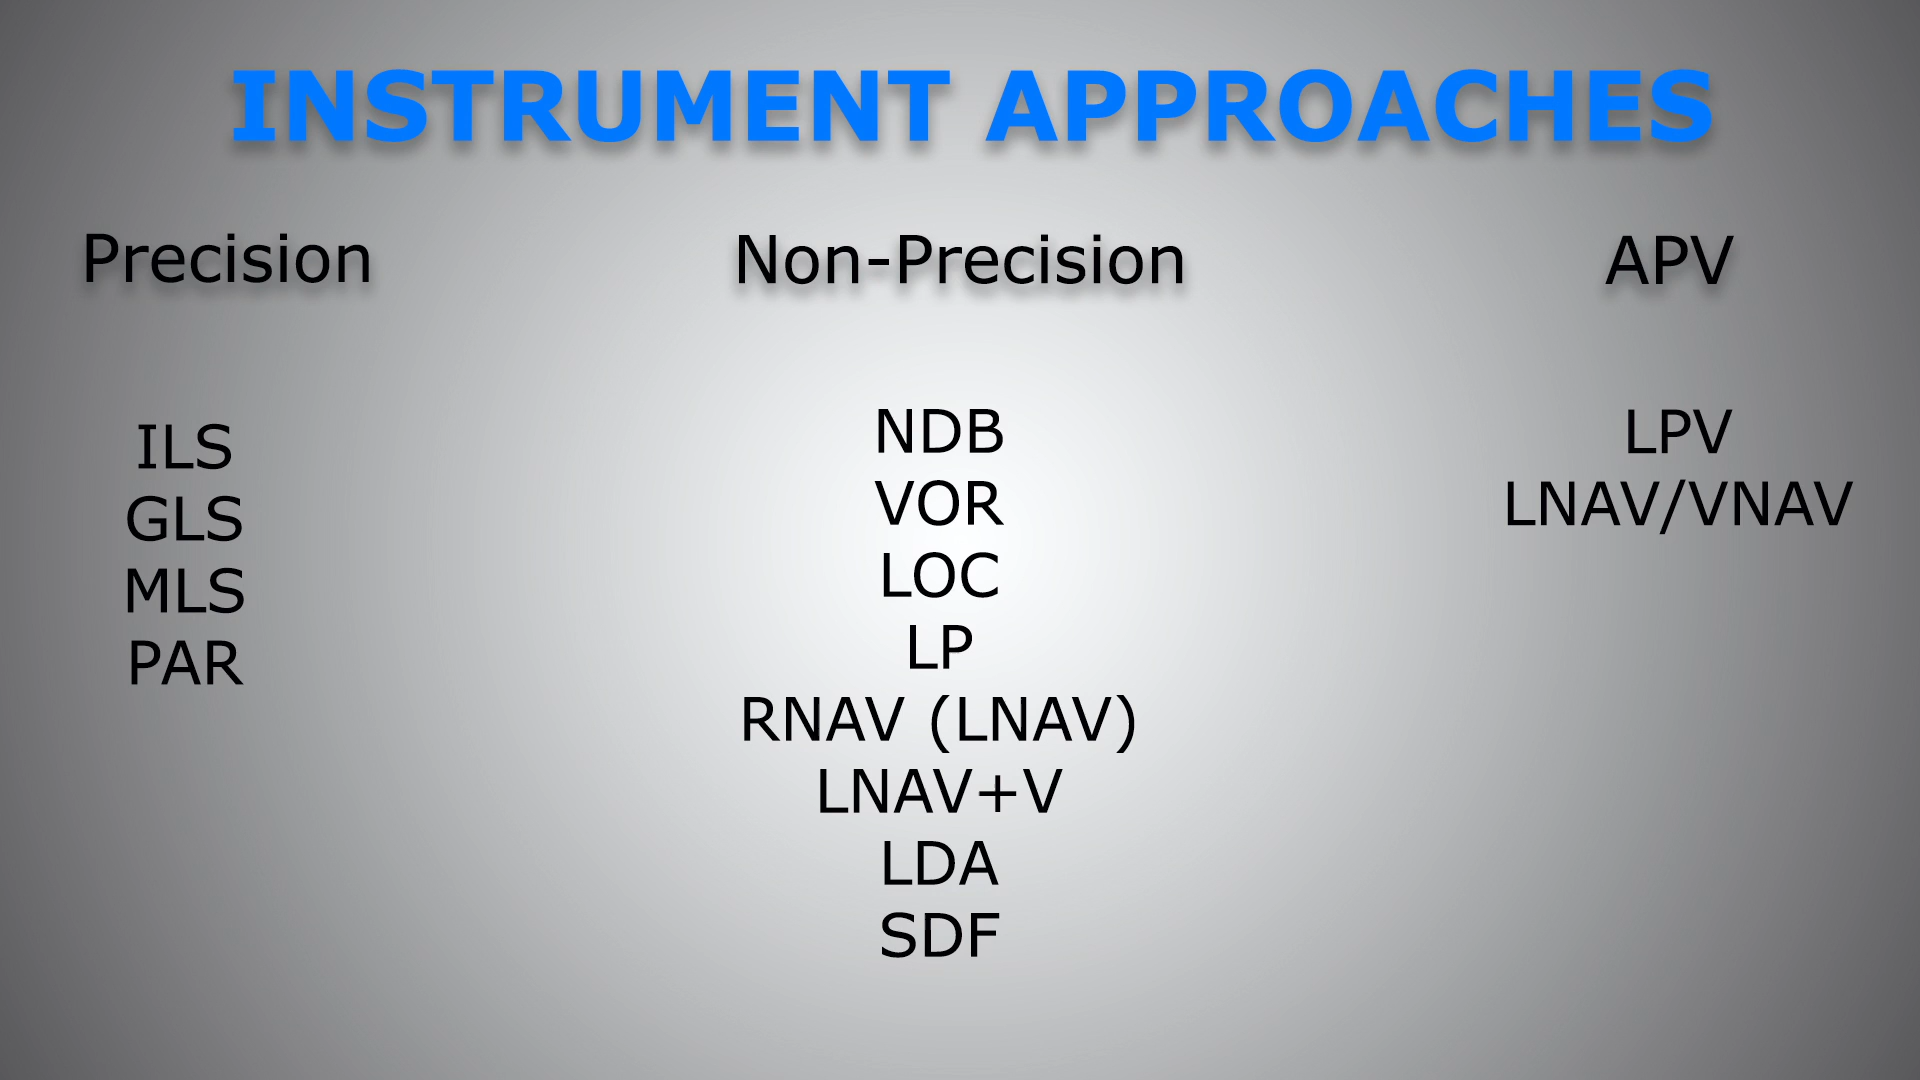 INSTRUMENT APPROACHES
Precision
ILS
GLS
MLS
PAR
Non-Precision
NDB
VOR
LOC
LP
RNAV (LNAV)
LNAV+V
LDA
SDF
APV
LPV
LNAV/VNAV